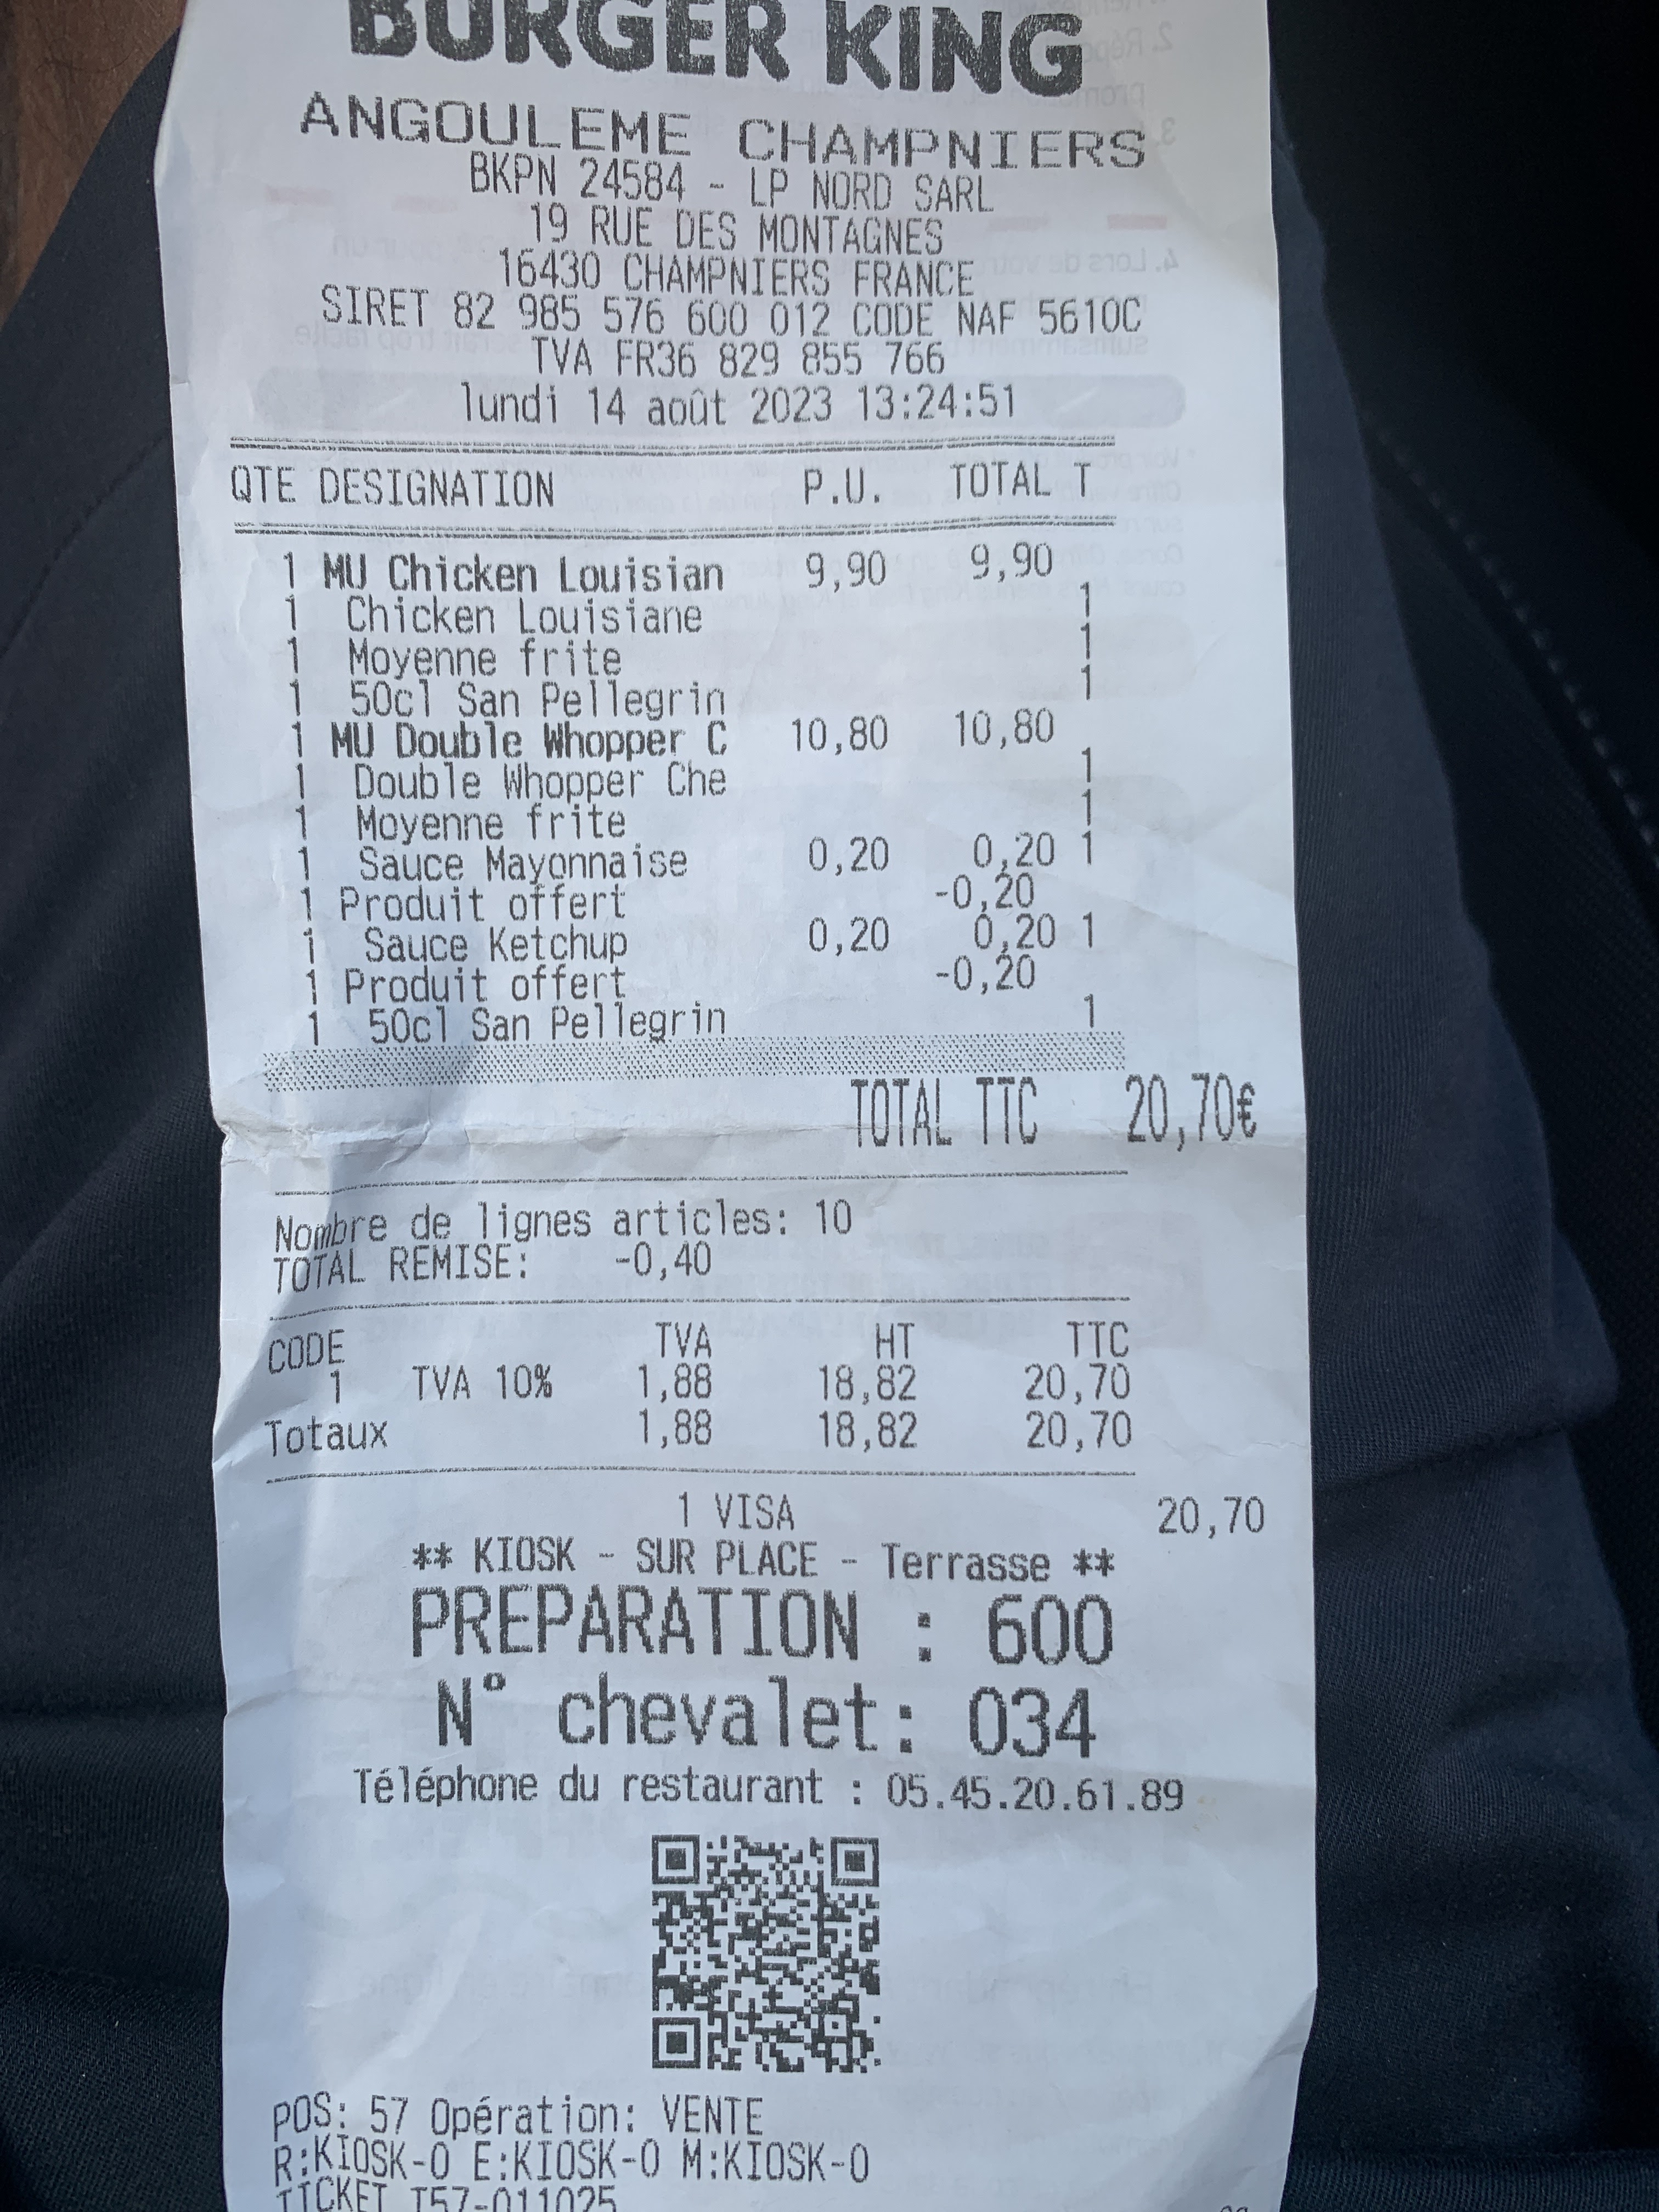 BURGER KING
ANGOULEME CHAMPNIERS
BKPN 24584 - LP NORD SARL
19 RUE DES MONTAGNES
16430 CHAMPNIERS FRANCE
SIRET 82 985 576 600 012 CODE NAF 5610C
TVA FR36 829 855 766
lundi 14 août 2023 13:24:51
QTE DESIGNATION P.U. TOTAL T
1 MU Chicken Louisian 9,90 9,90
1 Chicken Louisiane 1
1 Moyenne frite 1
1 50cl San Pellegrin 1
1 MU Double Whopper C 10,80 10,80
1 Double Whopper Che 1
1 Moyenne frite 1
1 Sauce Mayonnaise 0,20 0,20 1
1 Produit offert -0,20
1 Sauce Ketchup 0,20 0,20 1
1 Produit offert -0,20
1 50cl San Pellegrin 1
TOTAL TTC 20,70€
Nombre de lignes articles: 10
TOTAL REMISE: -0,40
CODE TVA HT TTC
1 TVA 10% 1,88 18,82 20,70
Totaux 1,88 18,82 20,70
1 VISA 20,70
** KIOSK - SUR PLACE - Terrasse **
PREPARATION : 600
N° chevalet: 034
Téléphone du restaurant : 05.45.20.61.89
POS: 57 Opération: VENTE
R:KIOSK-0 E:KIOSK-0 M:KIOSK-0
TICKET T57-011025